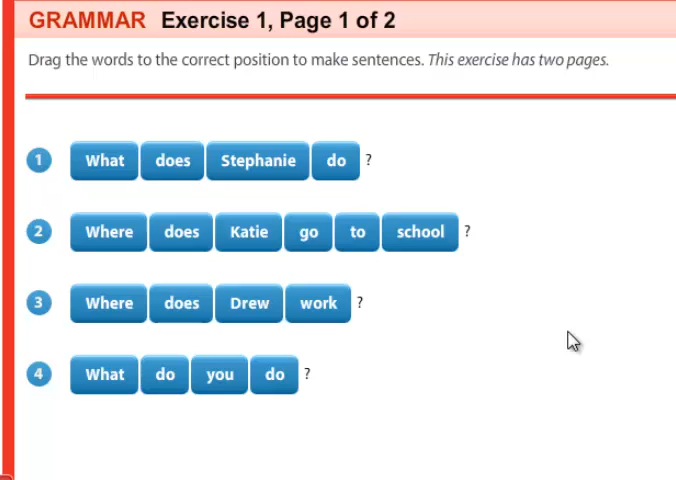 GRAMMAR Exercise 1, Page 1 of 2
Drag the words to the correct position to make sentences. This exercise has two pages.
1 What does Stephanie do ?
2 Where does Katie go to school ?
3 Where does Drew work ?
4 What do you do ?